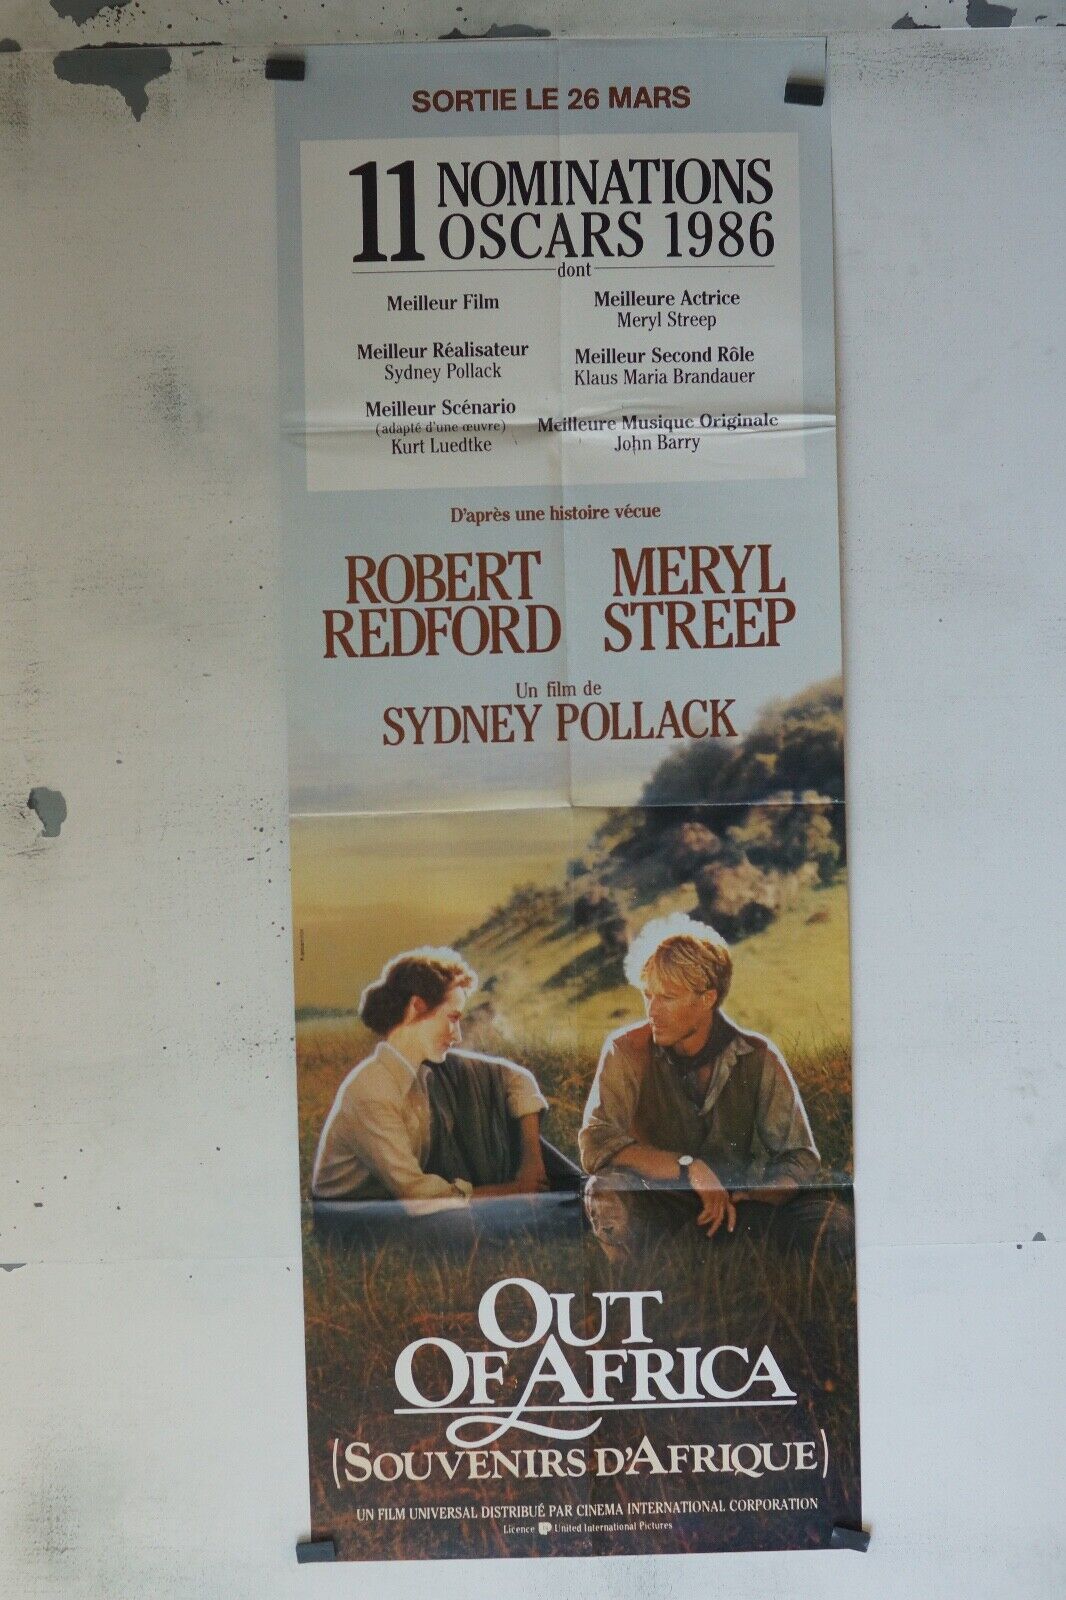 SORTIE LE 26 MARS
11 NOMINATIONS
OSCARS 1986
dont
Meilleur Film
Meilleur Réalisateur
Sydney Pollack
Meilleur Scénario
(adapté d'une œuvre)
Kurt Luedtke
Meilleure Actrice
Meryl Streep
Meilleur Second Rôle
Klaus Maria Brandauer
Meilleure Musique Originale
John Barry
D'après une histoire vécue
ROBERT
REDFORD
MERYL
STREEP
Un film de
SYDNEY POLLACK
OUT
OF AFRICA
(SOUVENIRS D'AFRIQUE)
UN FILM UNIVERSAL DISTRIBUÉ PAR CINEMA INTERNATIONAL CORPORATION
Licence United International Pictures